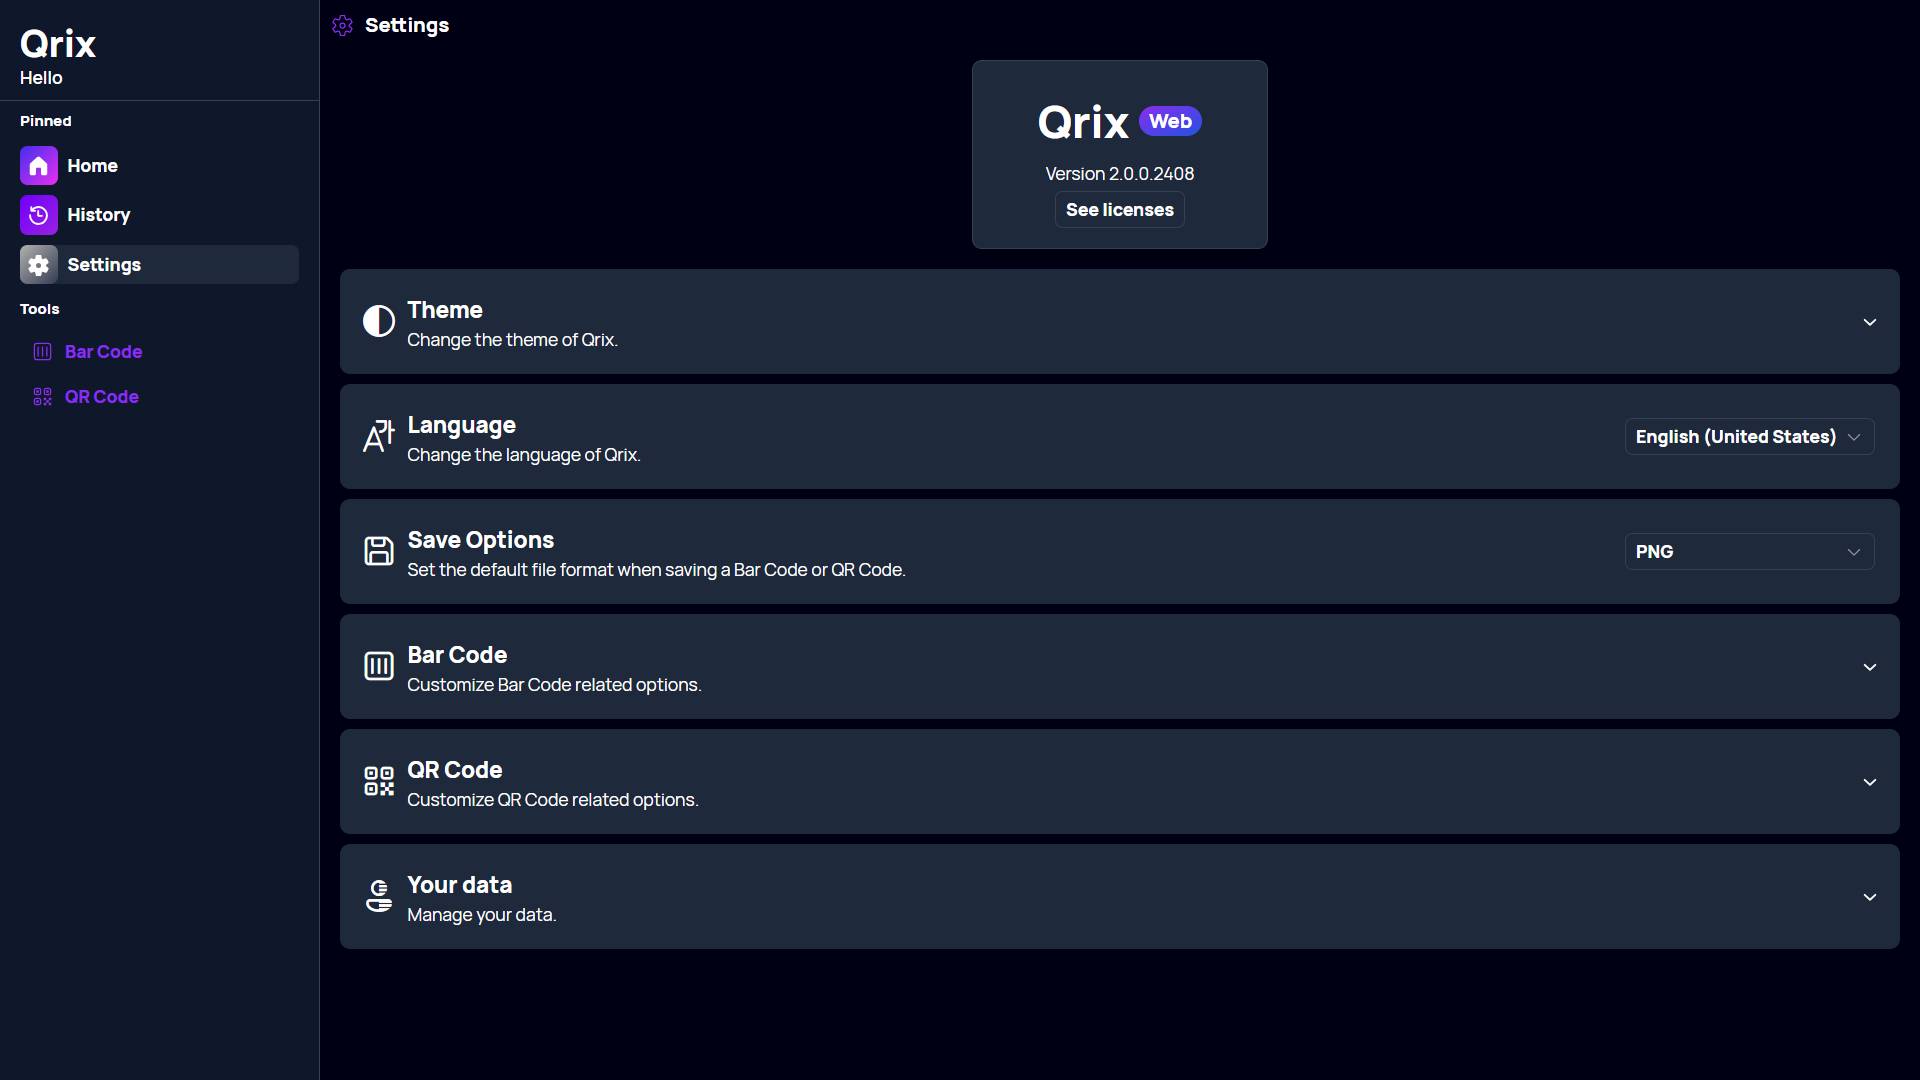 Qrix
Hello
Pinned
Home
History
Settings
Tools
Bar Code
QR Code
Settings
Qrix Web
Version 2.0.0.2408
See licenses
Theme
Change the theme of Qrix.
Language
Change the language of Qrix.
English (United States)
Save Options
Set the default file format when saving a Bar Code or QR Code.
PNG
Bar Code
Customize Bar Code related options.
QR Code
Customize QR Code related options.
Your data
Manage your data.